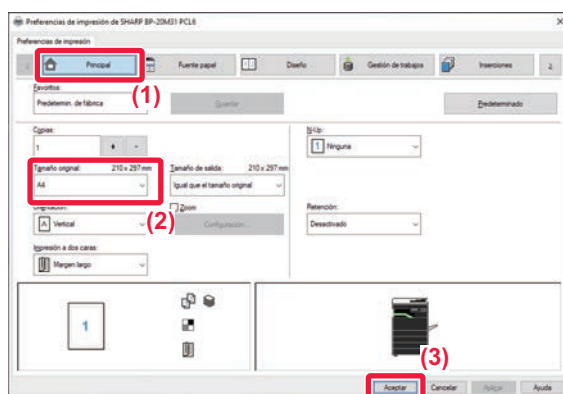 Preferencias de impresión de SHARP BP-20M31 PCL6
Preferencias de impresión
Principal
Fuente papel
Diseño
Gestión de trabajos
Inserciones
(1)
Favoritos:
Predetermin. de fábrica
Guardar
Predeterminado
Copias:
1
N-Up:
1 Ninguna
Tamaño original: 210 x 297 mm
Tamaño de salida: 210 x 297 mm
A4
Igual que el tamaño original
(2)
Orientación:
Zoom
Retención:
A Vertical
Configuración...
Desactivado
Impresión a dos caras:
Margen largo
1
(3)
Aceptar
Cancelar
Aplicar
Ayuda